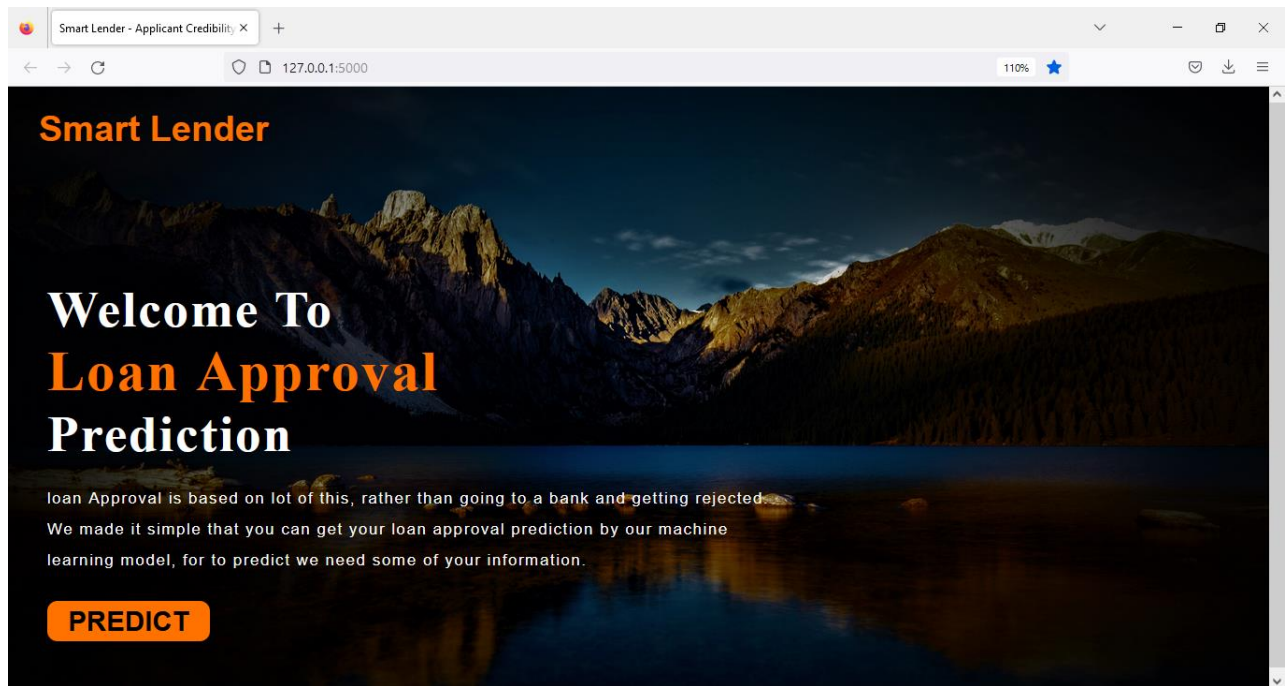 Smart Lender - Applicant Credibility
127.0.0.1:5000
110%
Smart Lender
Welcome To
Loan Approval
Prediction
loan Approval is based on lot of this, rather than going to a bank and getting rejected.
We made it simple that you can get your loan approval prediction by our machine
learning model, for to predict we need some of your information.
PREDICT